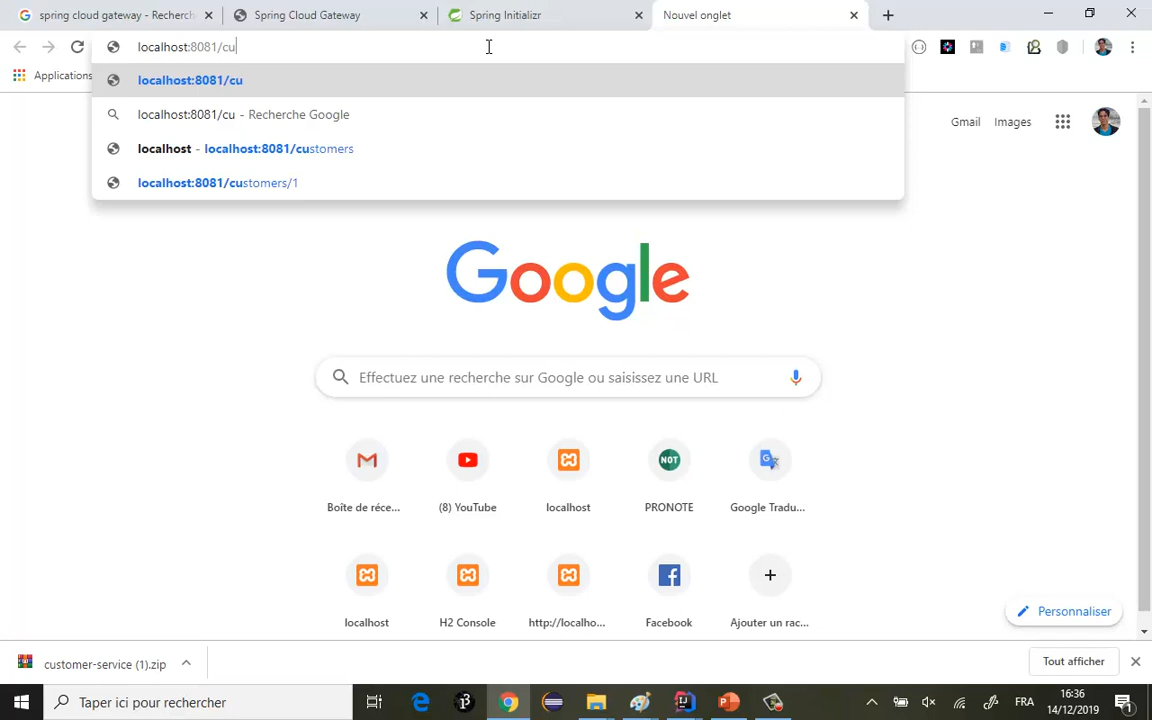 spring cloud gateway - Recherch
Spring Cloud Gateway
Spring Initializr
Nouvel onglet
localhost:8081/cu
Applications
localhost:8081/cu
localhost:8081/cu - Recherche Google
localhost - localhost:8081/customers
localhost:8081/customers/1
Gmail
Images
Google
Effectuez une recherche sur Google ou saisissez une URL
NOT
Boîte de réce...
(8) YouTube
localhost
PRONOTE
Google Tradu...
localhost
H2 Console
http://localho...
Facebook
Ajouter un rac...
Personnaliser
customer-service (1).zip
Tout afficher
Taper ici pour rechercher
FRA
16:36
14/12/2019
1